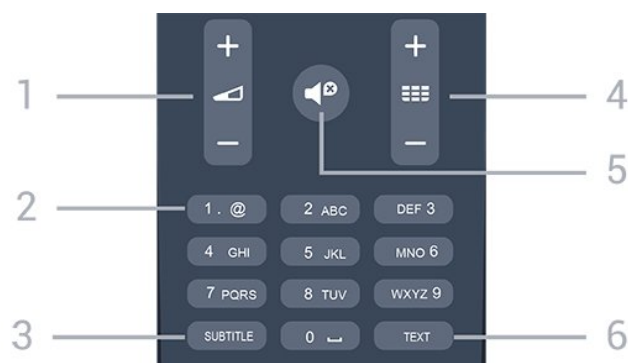 + +
1 4
− −
5
2 1 . @ 2 ABC DEF 3
4 GHI 5 JKL MNO 6
7 PQRS 8 TUV WXYZ 9
3 SUBTITLE 0 ⌴ TEXT 6